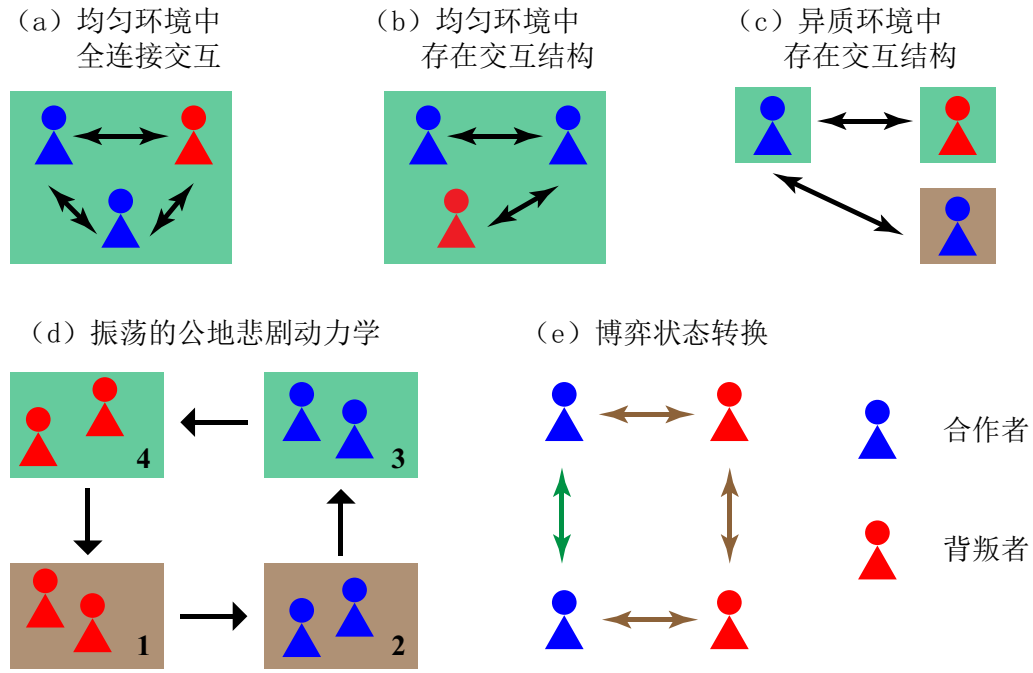 (a) 均匀环境中
全连接交互
(b) 均匀环境中
存在交互结构
(c) 异质环境中
存在交互结构
(d) 振荡的公地悲剧动力学
(e) 博弈状态转换
4
3
合作者
背叛者
1
2